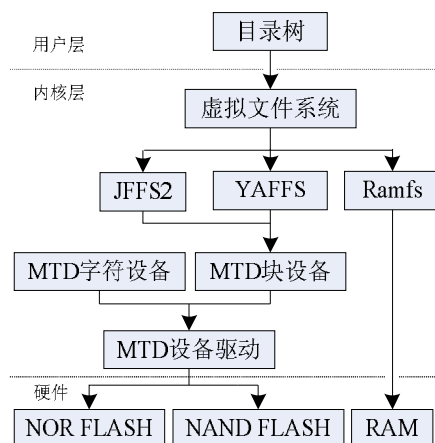 目录树
用户层
内核层
虚拟文件系统
JFFS2
YAFFS
Ramfs
MTD字符设备
MTD块设备
MTD设备驱动
硬件
NOR FLASH
NAND FLASH
RAM